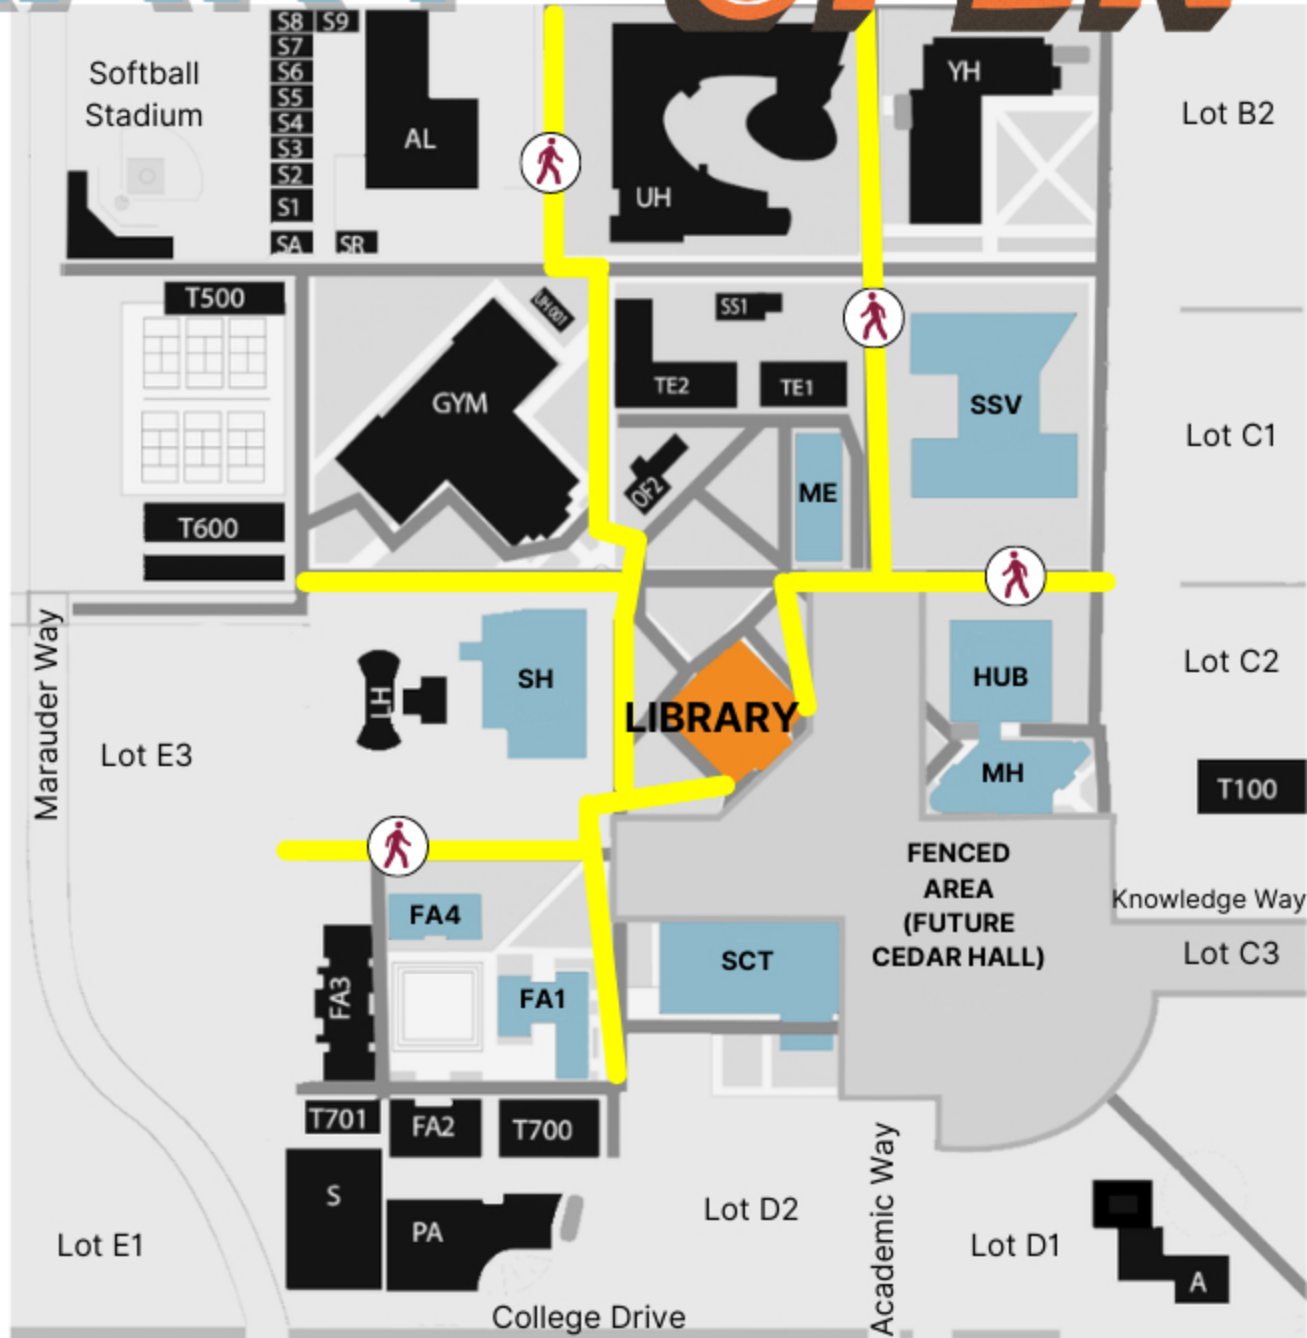 OPEN
S8 S9
S7
S6
S5
S4
S3
S2
S1
SA SR
Softball
Stadium
AL
UH
YH
Lot B2
T500
UH001
SS1
GYM
TE2
TE1
SSV
Lot C1
OF2
ME
T600
Marauder Way
LH
SH
LIBRARY
HUB
Lot C2
Lot E3
MH
T100
FENCED
AREA
(FUTURE
CEDAR HALL)
Knowledge Way
Lot C3
FA4
FA3
FA1
SCT
T701
FA2
T700
S
PA
Lot D2
Academic Way
Lot D1
Lot E1
A
College Drive